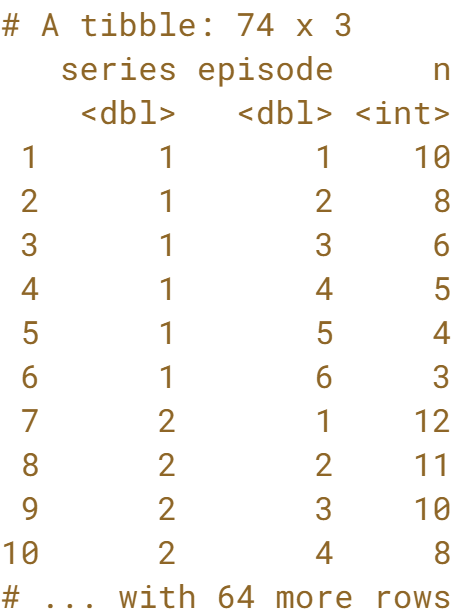 # A tibble: 74 x 3
   series episode     n
    <dbl>   <dbl> <int>
 1      1       1    10
 2      1       2     8
 3      1       3     6
 4      1       4     5
 5      1       5     4
 6      1       6     3
 7      2       1    12
 8      2       2    11
 9      2       3    10
10      2       4     8
# ... with 64 more rows